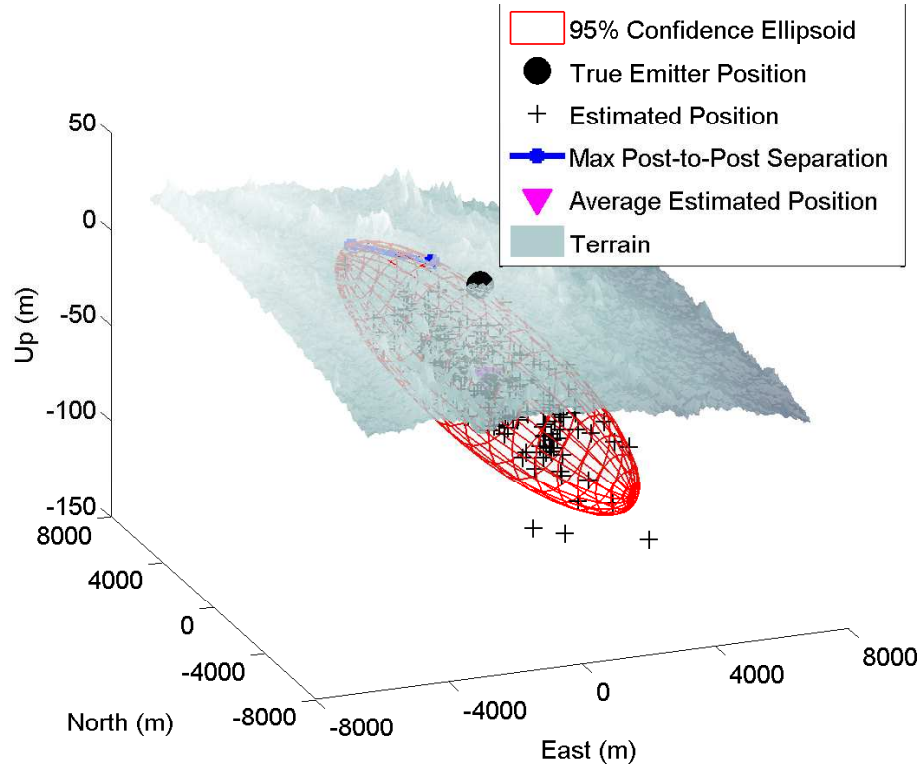 95% Confidence Ellipsoid
True Emitter Position
Estimated Position
Max Post-to-Post Separation
Average Estimated Position
Terrain
50
0
-50
-100
-150
Up (m)
8000
4000
0
-4000
-8000
North (m)
-8000
-4000
0
4000
8000
East (m)